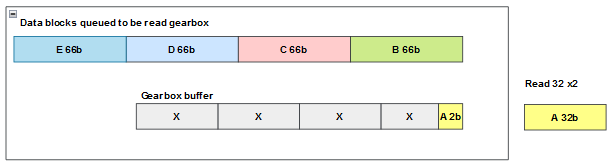 Data blocks queued to be read gearbox
E 66b D 66b C 66b B 66b
Gearbox buffer
X X X X A 2b
Read 32 x2
A 32b